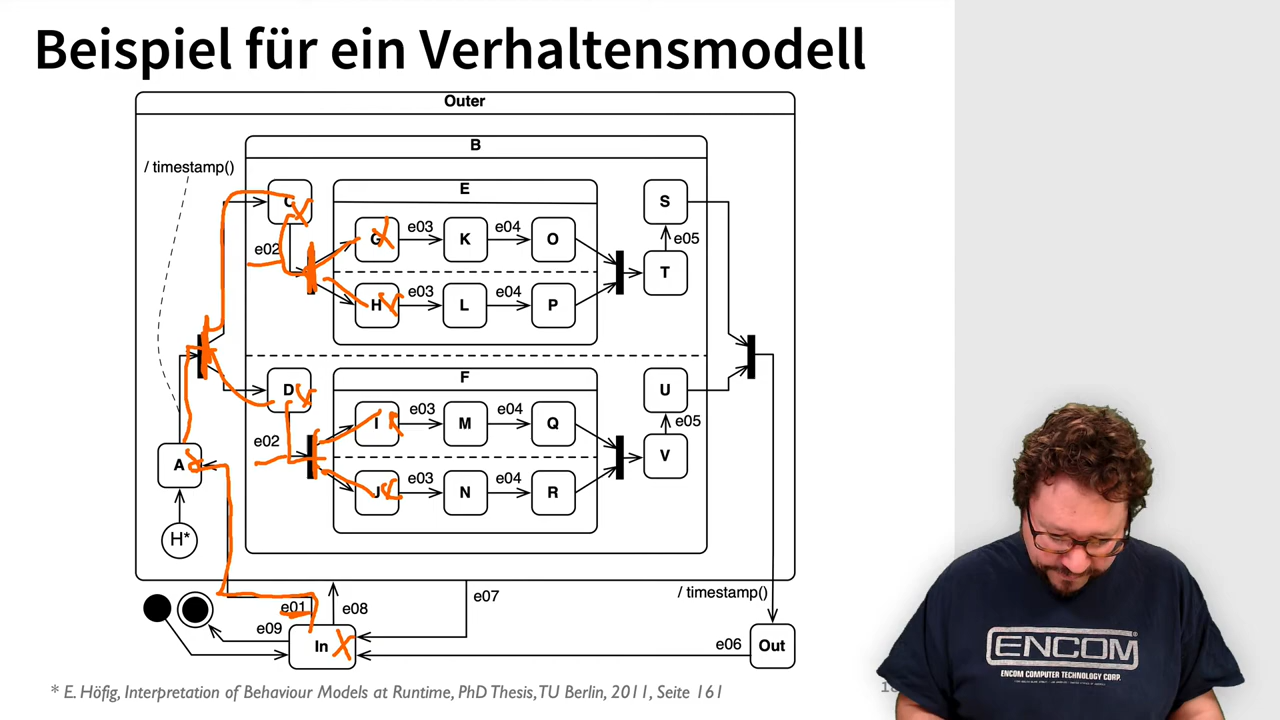 Beispiel für ein Verhaltensmodell
Outer
B
/ timestamp()
C
E
S
G
e03
K
e04
O
e05
e02
T
H
e03
L
e04
P
D
F
U
I
e03
M
e04
Q
e05
e02
V
A
J
e03
N
e04
R
H*
/ timestamp()
e01
e08
e07
e09
In
e06
Out
* E. Höfig, Interpretation of Behaviour Models at Runtime, PhD Thesis, TU Berlin, 2011, Seite 161
ENCOM
ENCOM COMPUTER TECHNOLOGY CORP.